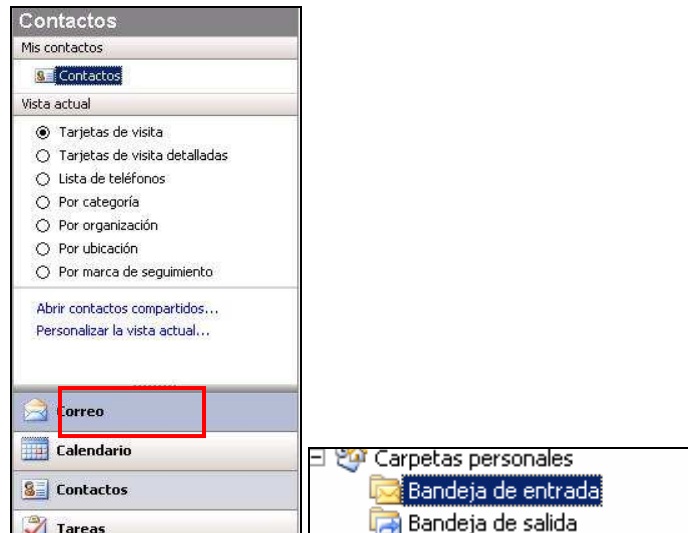 Contactos
Mis contactos
Contactos
Vista actual
Tarjetas de visita
Tarjetas de visita detalladas
Lista de teléfonos
Por categoría
Por organización
Por ubicación
Por marca de seguimiento
Abrir contactos compartidos...
Personalizar la vista actual...
Correo
Calendario
Contactos
Tareas
Carpetas personales
Bandeja de entrada
Bandeja de salida